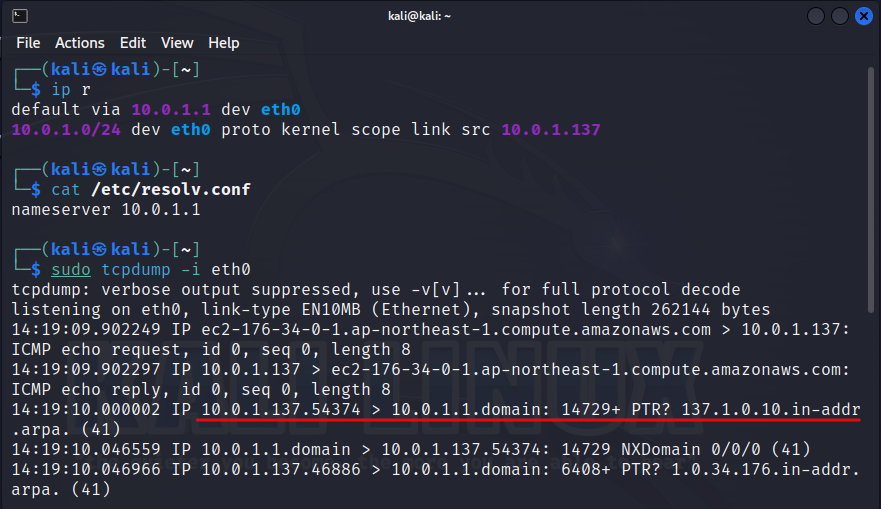 kali@kali: ~
File Actions Edit View Help
┌──(kali㉿kali)-[~]
└─$ ip r
default via 10.0.1.1 dev eth0
10.0.1.0/24 dev eth0 proto kernel scope link src 10.0.1.137
┌──(kali㉿kali)-[~]
└─$ cat /etc/resolv.conf
nameserver 10.0.1.1
┌──(kali㉿kali)-[~]
└─$ sudo tcpdump -i eth0
tcpdump: verbose output suppressed, use -v[v]... for full protocol decode
listening on eth0, link-type EN10MB (Ethernet), snapshot length 262144 bytes
14:19:09.902249 IP ec2-176-34-0-1.ap-northeast-1.compute.amazonaws.com > 10.0.1.137:
ICMP echo request, id 0, seq 0, length 8
14:19:09.902297 IP 10.0.1.137 > ec2-176-34-0-1.ap-northeast-1.compute.amazonaws.com:
ICMP echo reply, id 0, seq 0, length 8
14:19:10.000002 IP 10.0.1.137.54374 > 10.0.1.1.domain: 14729+ PTR? 137.1.0.10.in-addr
.arpa. (41)
14:19:10.046559 IP 10.0.1.1.domain > 10.0.1.137.54374: 14729 NXDomain 0/0/0 (41)
14:19:10.046966 IP 10.0.1.137.46886 > 10.0.1.1.domain: 6408+ PTR? 1.0.34.176.in-addr.
arpa. (41)
KALI LINUX